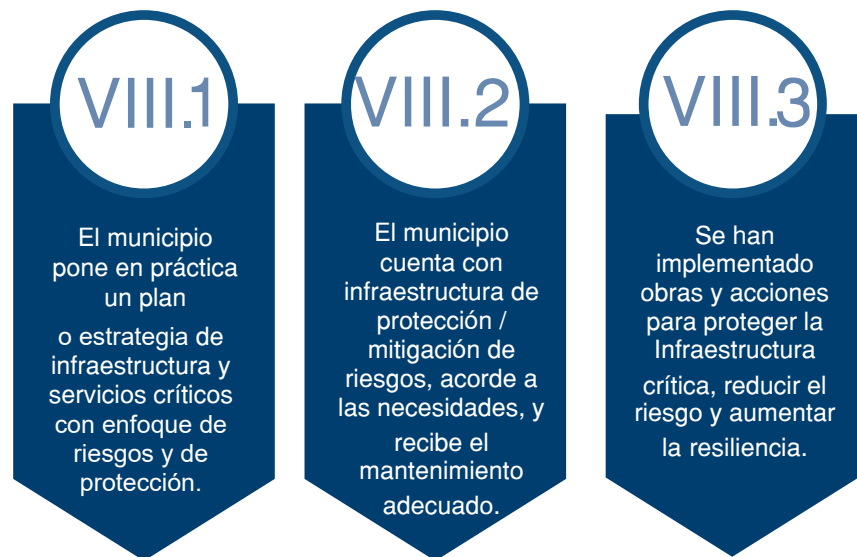 VIII.1
El municipio
pone en práctica
un plan
o estrategia de
infraestructura y
servicios críticos
con enfoque de
riesgos y de
protección.
VIII.2
El municipio
cuenta con
infraestructura de
protección /
mitigación de
riesgos, acorde a
las necesidades, y
recibe el
mantenimiento
adecuado.
VIII.3
Se han
implementado
obras y acciones
para proteger la
Infraestructura
crítica, reducir el
riesgo y aumentar
la resiliencia.